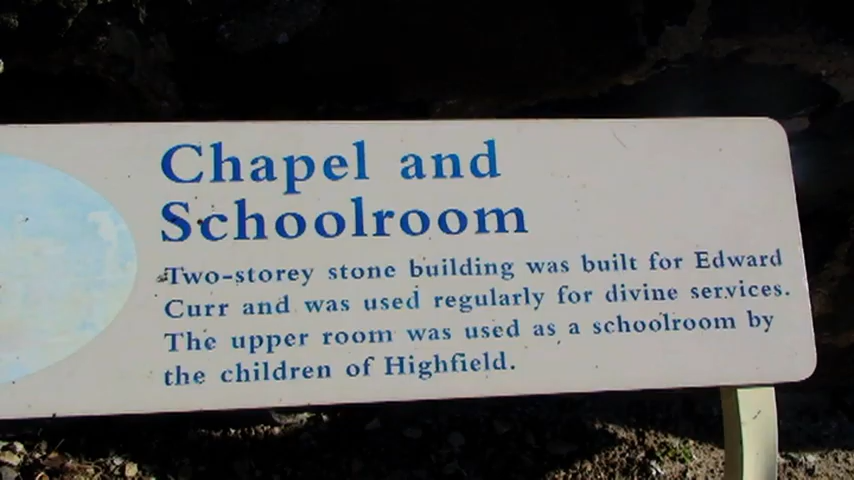 Chapel and
Schoolroom
Two-storey stone building was built for Edward
Curr and was used regularly for divine services.
The upper room was used as a schoolroom by
the children of Highfield.